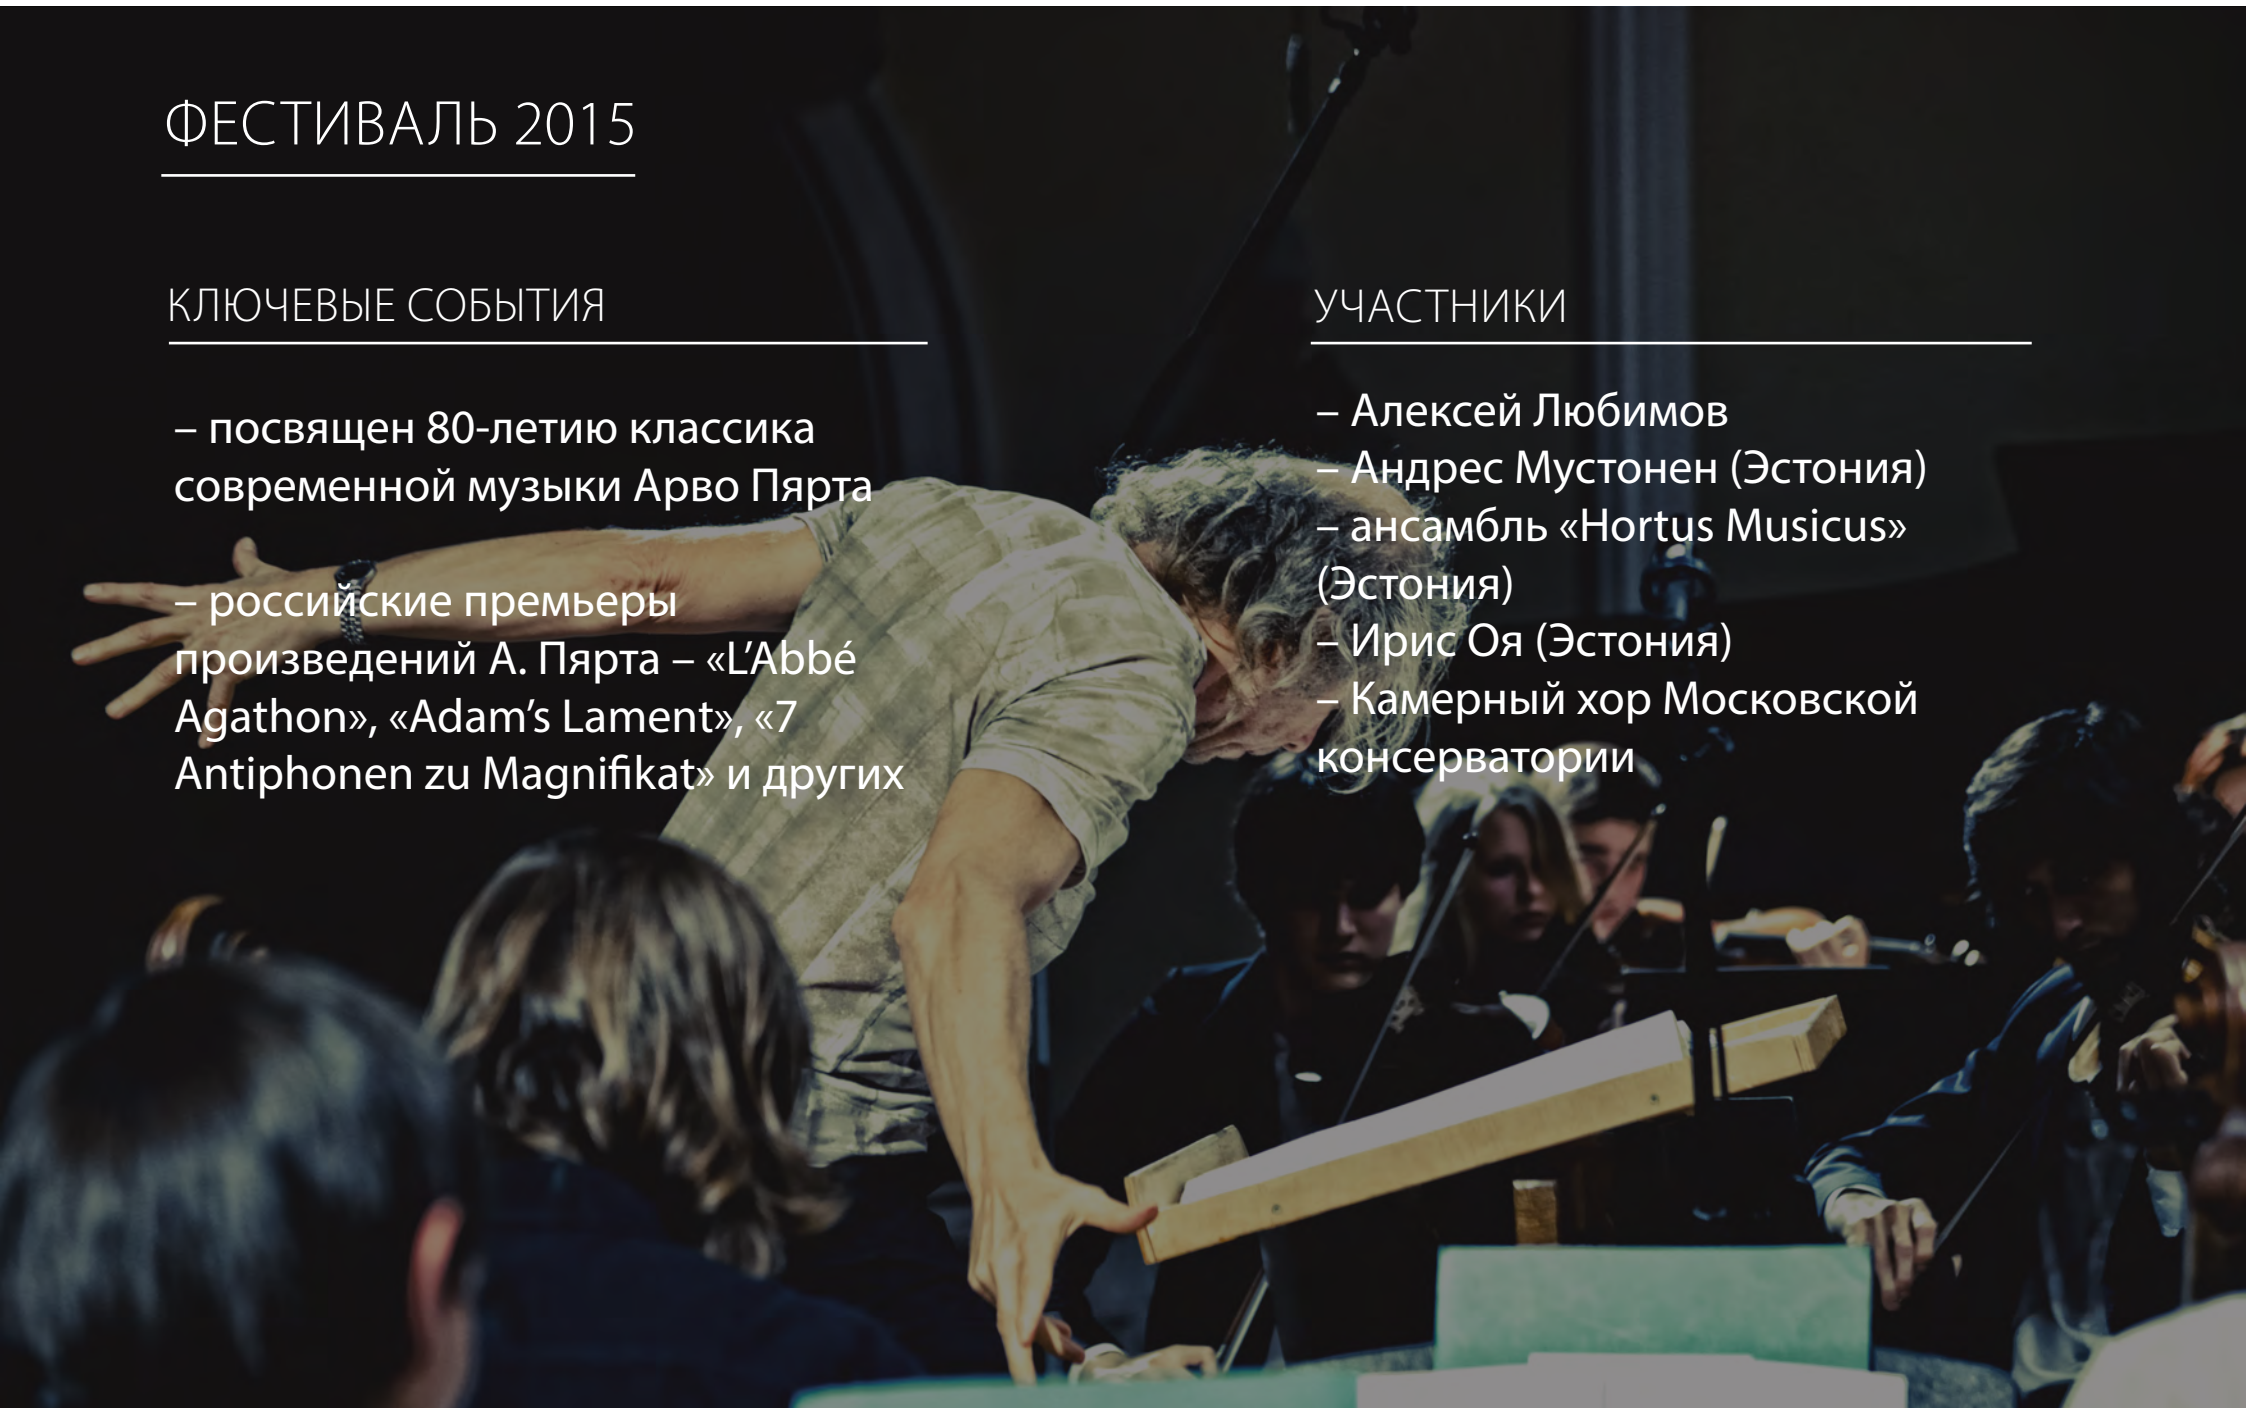 ФЕСТИВАЛЬ 2015
КЛЮЧЕВЫЕ СОБЫТИЯ
– посвящен 80-летию классика
современной музыки Арво Пярта
– российские премьеры
произведений А. Пярта – «L’Abbé
Agathon», «Adam’s Lament», «7
Antiphonen zu Magnifikat» и других
УЧАСТНИКИ
– Алексей Любимов
– Андрес Мустонен (Эстония)
– ансамбль «Hortus Musicus»
(Эстония)
– Ирис Оя (Эстония)
– Камерный хор Московской
консерватории